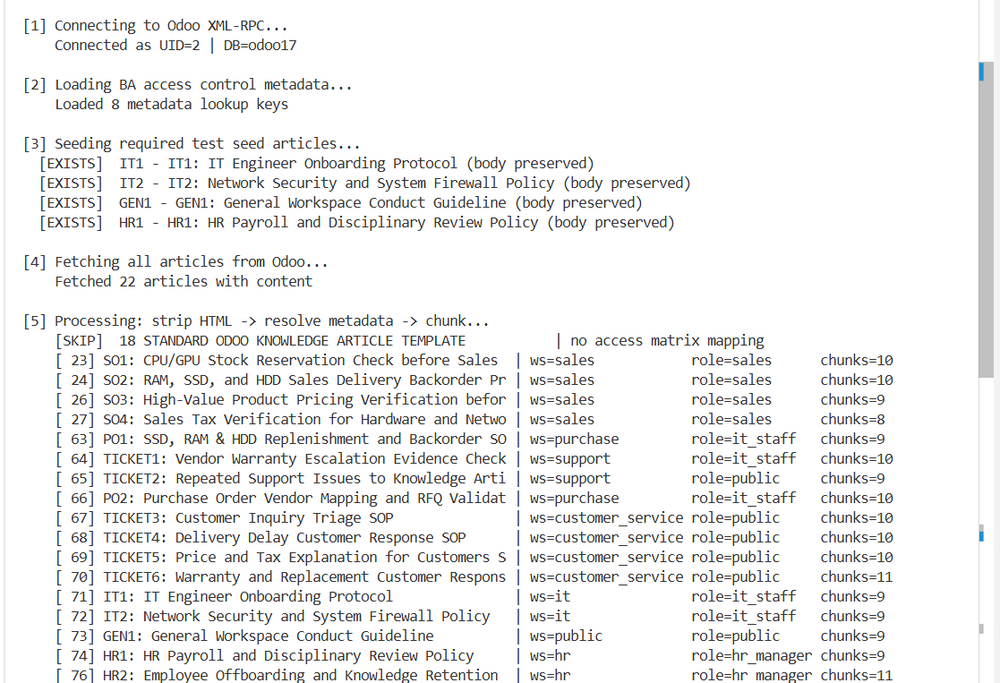 [1] Connecting to Odoo XML-RPC...
Connected as UID=2 | DB=odoo17
[2] Loading BA access control metadata...
Loaded 8 metadata lookup keys
[3] Seeding required test seed articles...
[EXISTS] IT1 - IT1: IT Engineer Onboarding Protocol (body preserved)
[EXISTS] IT2 - IT2: Network Security and System Firewall Policy (body preserved)
[EXISTS] GEN1 - GEN1: General Workspace Conduct Guideline (body preserved)
[EXISTS] HR1 - HR1: HR Payroll and Disciplinary Review Policy (body preserved)
[4] Fetching all articles from Odoo...
Fetched 22 articles with content
[5] Processing: strip HTML -> resolve metadata -> chunk...
[SKIP] 18 STANDARD ODOO KNOWLEDGE ARTICLE TEMPLATE | no access matrix mapping
[ 23] SO1: CPU/GPU Stock Reservation Check before Sales | ws=sales role=sales chunks=10
[ 24] SO2: RAM, SSD, and HDD Sales Delivery Backorder Pr | ws=sales role=sales chunks=10
[ 26] SO3: High-Value Product Pricing Verification befor | ws=sales role=sales chunks=9
[ 27] SO4: Sales Tax Verification for Hardware and Netwo | ws=sales role=sales chunks=8
[ 63] PO1: SSD, RAM & HDD Replenishment and Backorder SO | ws=purchase role=it_staff chunks=9
[ 64] TICKET1: Vendor Warranty Escalation Evidence Check | ws=support role=it_staff chunks=10
[ 65] TICKET2: Repeated Support Issues to Knowledge Arti | ws=support role=public chunks=9
[ 66] PO2: Purchase Order Vendor Mapping and RFQ Validat | ws=purchase role=it_staff chunks=10
[ 67] TICKET3: Customer Inquiry Triage SOP | ws=customer_service role=public chunks=10
[ 68] TICKET4: Delivery Delay Customer Response SOP | ws=customer_service role=public chunks=10
[ 69] TICKET5: Price and Tax Explanation for Customers S | ws=customer_service role=public chunks=10
[ 70] TICKET6: Warranty and Replacement Customer Respons | ws=customer_service role=public chunks=11
[ 71] IT1: IT Engineer Onboarding Protocol | ws=it role=it_staff chunks=9
[ 72] IT2: Network Security and System Firewall Policy | ws=it role=it_staff chunks=9
[ 73] GEN1: General Workspace Conduct Guideline | ws=public role=public chunks=9
[ 74] HR1: HR Payroll and Disciplinary Review Policy | ws=hr role=hr_manager chunks=9
[ 76] HR2: Employee Offboarding and Knowledge Retention | ws=hr role=hr_manager chunks=11